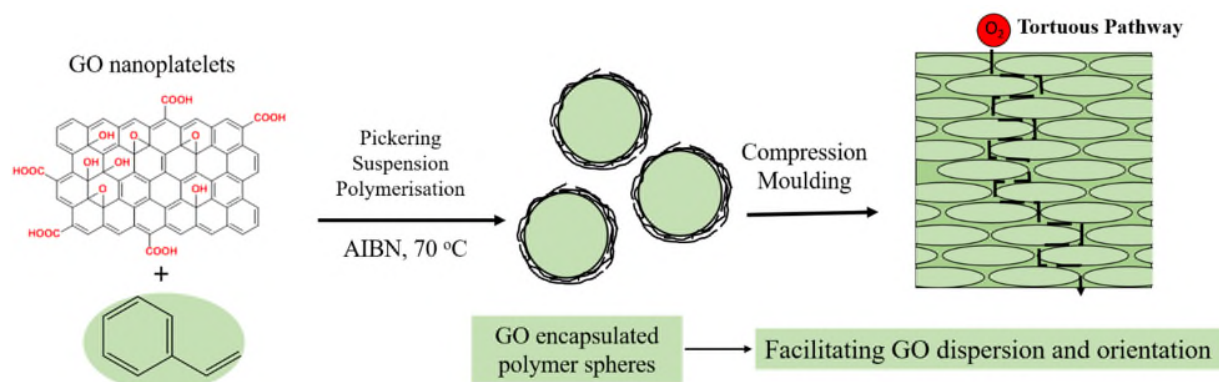 GO nanoplatelets
COOH
COOH
OH
O
O
OH
OH
HOOC
O
OH
HOOC
HOOC
COOH
+
Pickering
Suspension
Polymerisation
AIBN, 70 °C
Compression
Moulding
O₂ Tortuous Pathway
GO encapsulated
polymer spheres
Facilitating GO dispersion and orientation